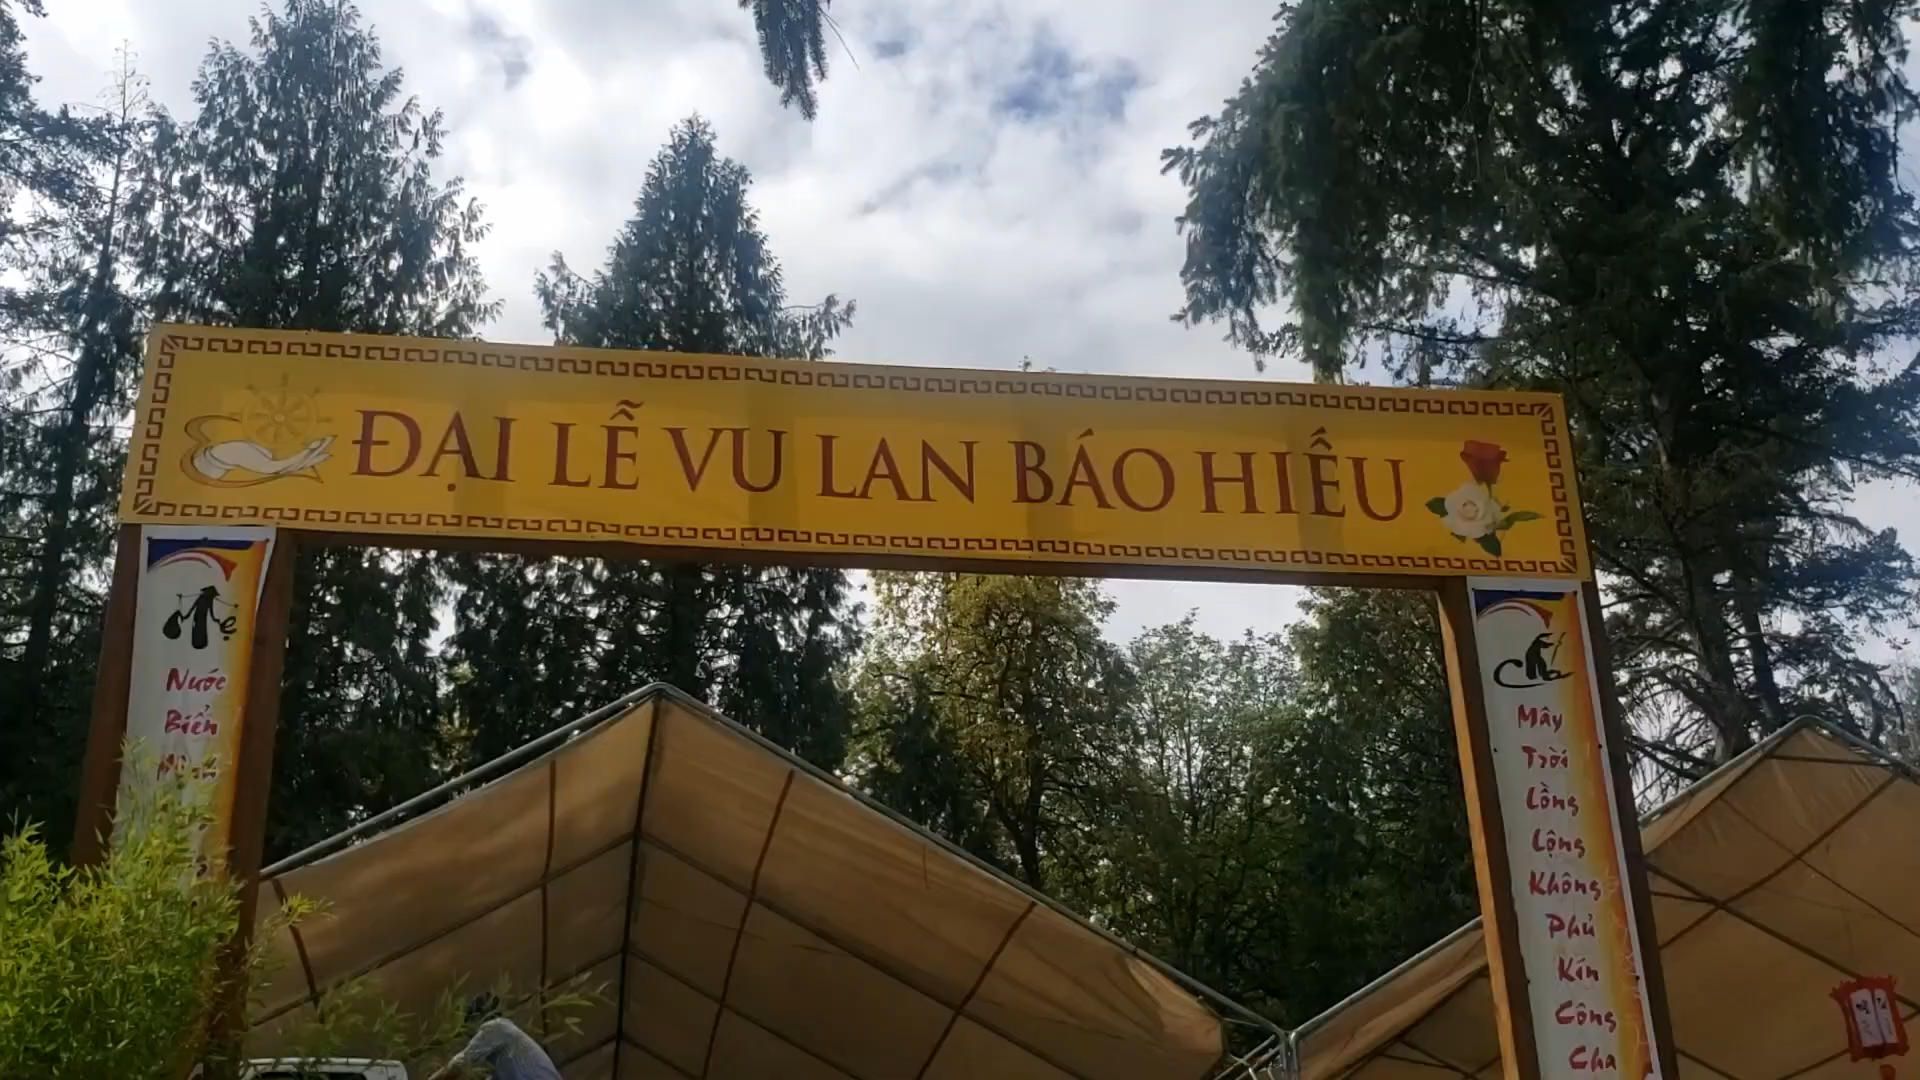 ĐẠI LỄ VU LAN BÁO HIẾU
Mẹ
Nước
Biển
Cha
Mây
Trời
Lồng
Lộng
Không
Phủ
Kín
Công
Cha